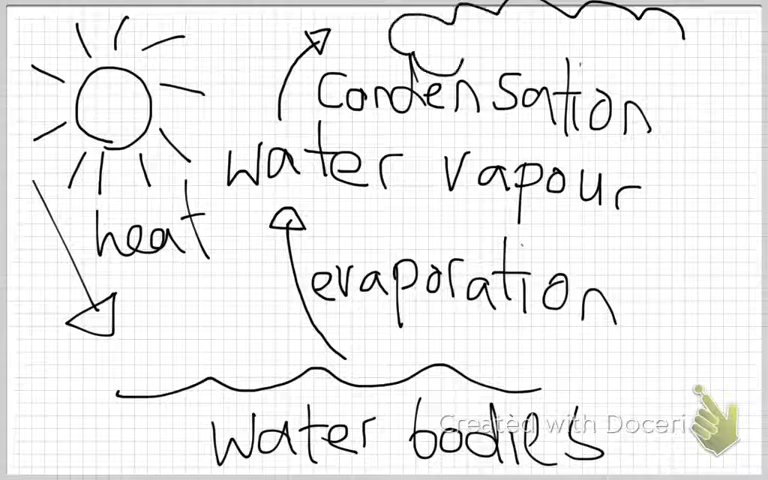 condensation
water vapour
heat
evaporation
water bodies
Created with Doceri